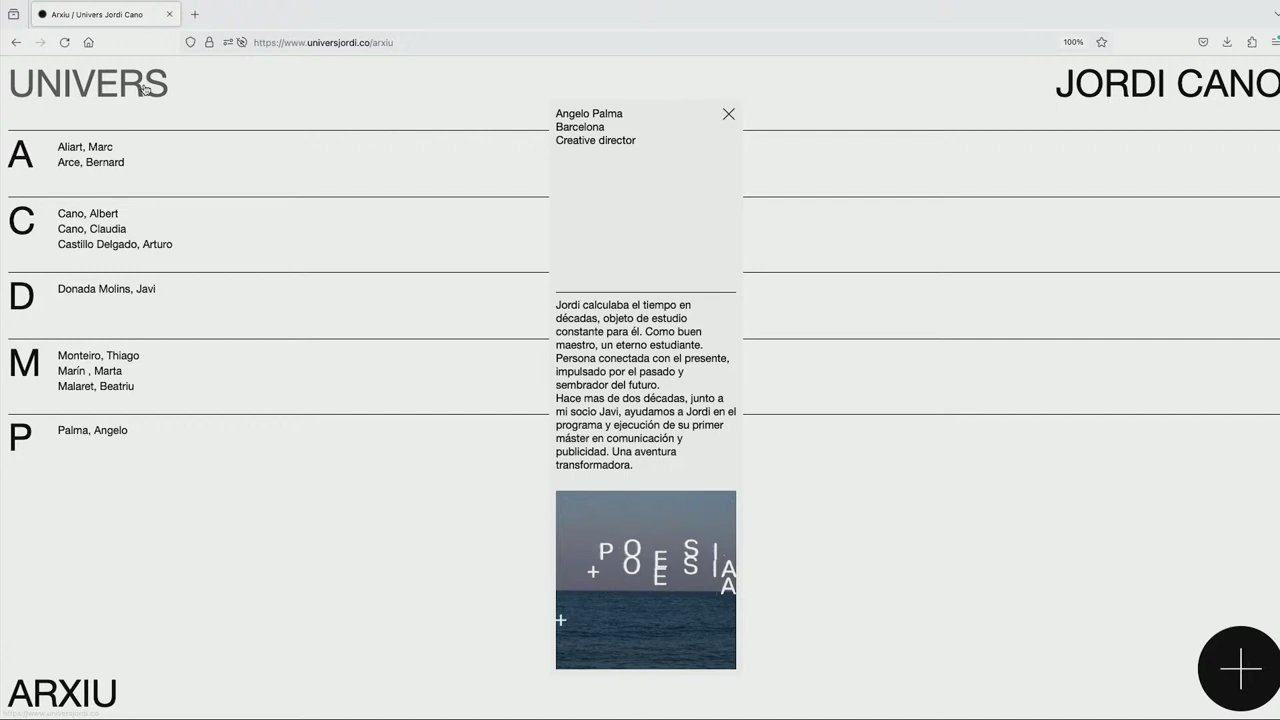 Arxiu / Univers Jordi Cano
https://www.universjordi.co/arxiu
100%
UNIVERS
JORDI CANO
A
Aliart, Marc
Arce, Bernard
C
Cano, Albert
Cano, Claudia
Castillo Delgado, Arturo
D
Donada Molins, Javi
M
Monteiro, Thiago
Marín , Marta
Malaret, Beatriu
P
Palma, Angelo
Angelo Palma
Barcelona
Creative director
Jordi calculaba el tiempo en
décadas, objeto de estudio
constante para él. Como buen
maestro, un eterno estudiante.
Persona conectada con el presente,
impulsado por el pasado y
sembrador del futuro.
Hace mas de dos décadas, junto a
mi socio Javi, ayudamos a Jordi en el
programa y ejecución de su primer
máster en comunicación y
publicidad. Una aventura
transformadora.
+ P O E S I A
O E S I A
+
ARXIU
https://www.universjordi.co